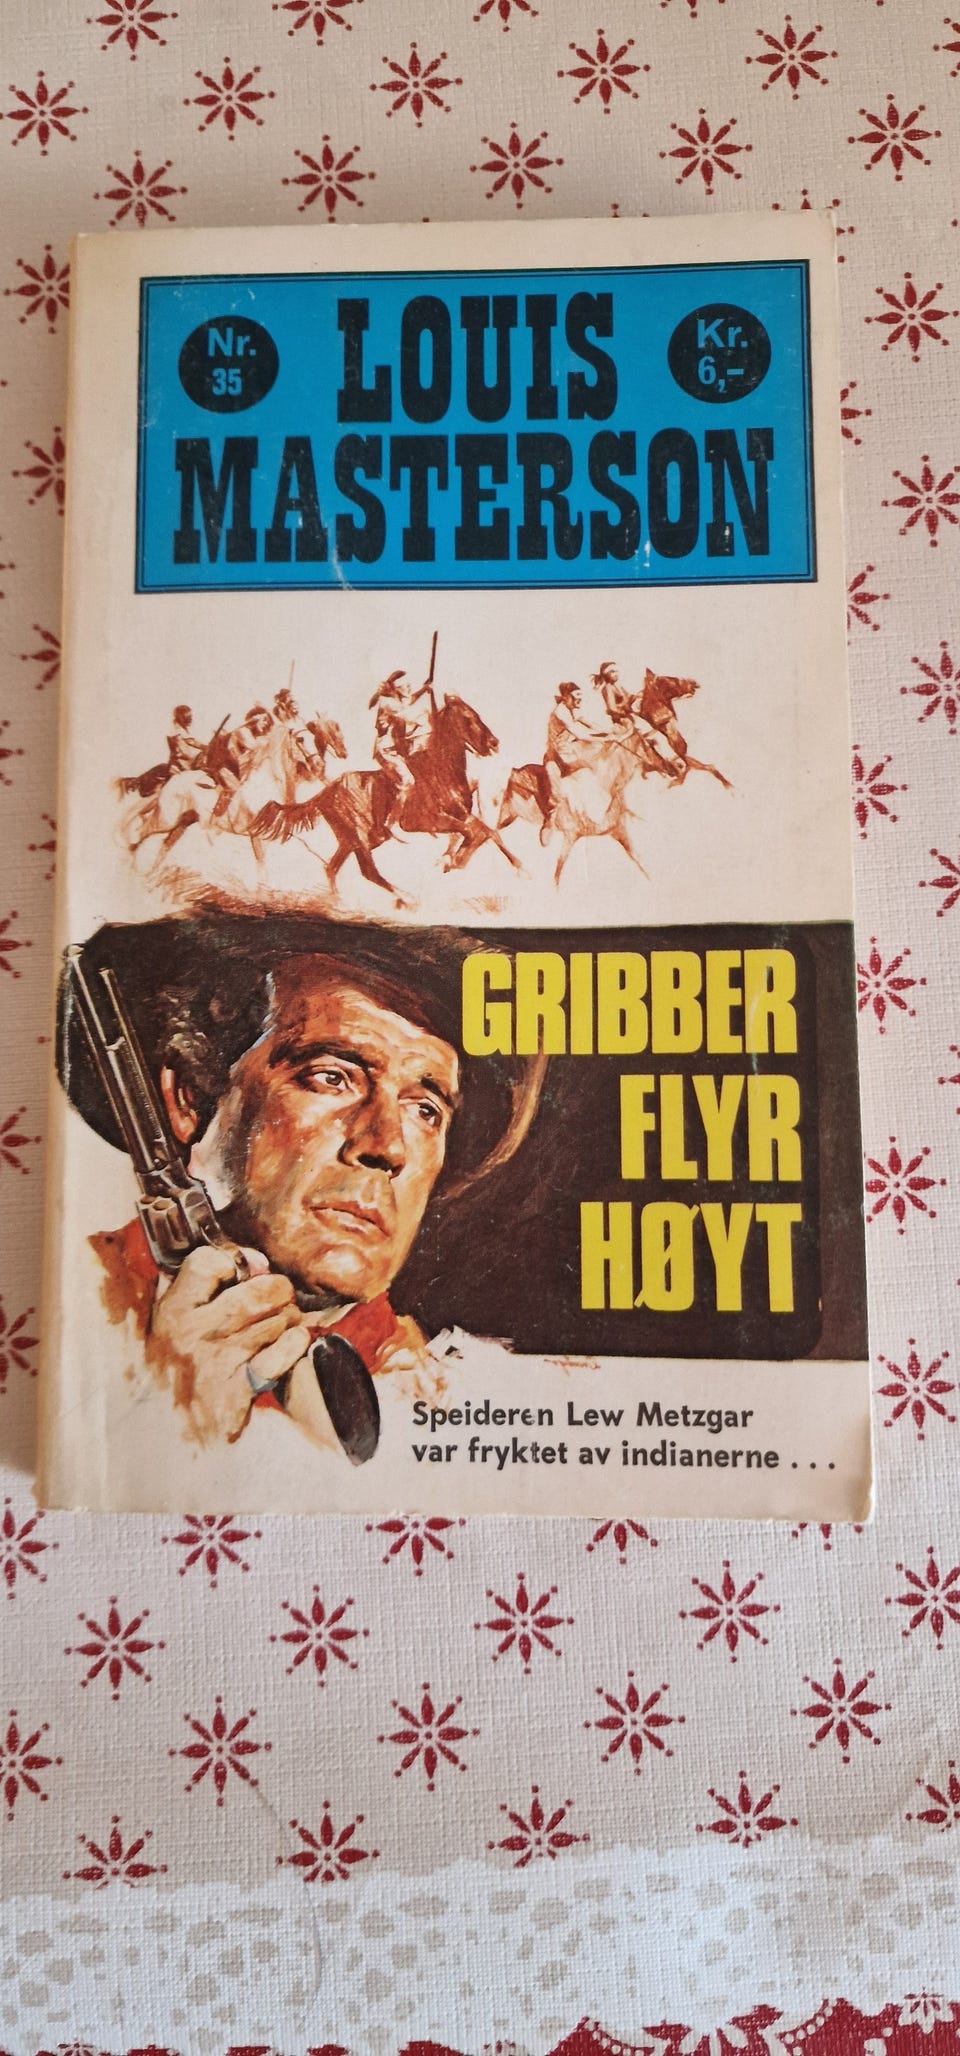 Nr.
35
LOUIS
Kr.
6,-
MASTERSON
GRIBBER
FLYR
HØYT
Speideren Lew Metzgar
var fryktet av indianerne . . .